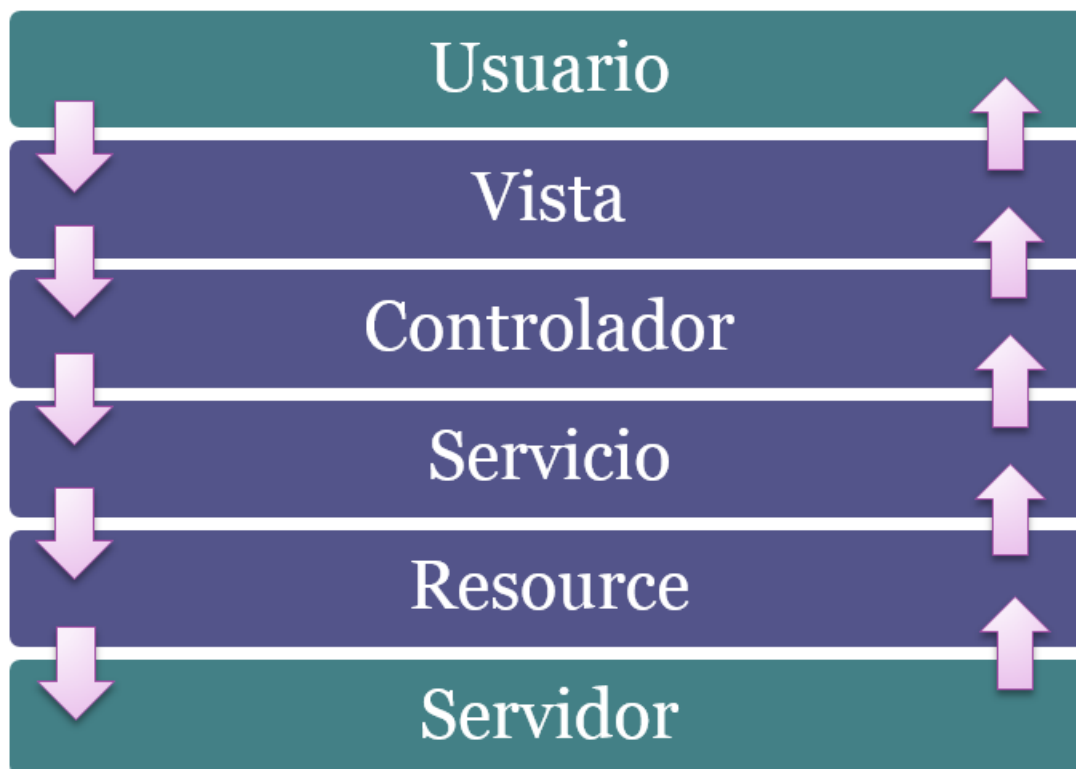 Usuario
Vista
Controlador
Servicio
Resource
Servidor